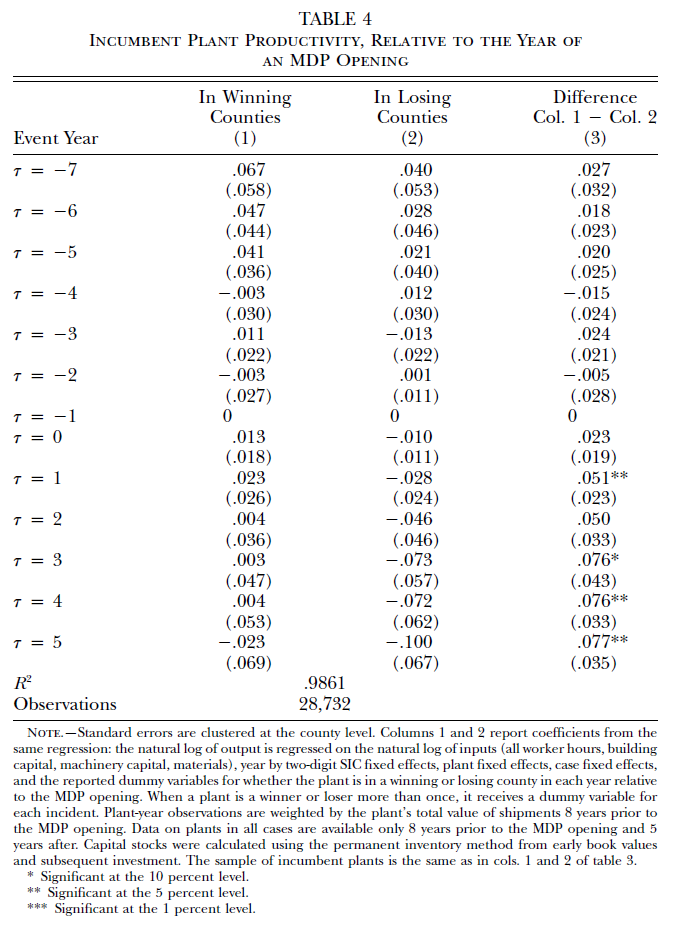 TABLE 4
Incumbent Plant Productivity, Relative to the Year of
an MDP Opening
Event Year In Winning Counties (1) In Losing Counties (2) Difference Col. 1 − Col. 2 (3)
τ = −7 .067 .040 .027
(.058) (.053) (.032)
τ = −6 .047 .028 .018
(.044) (.046) (.023)
τ = −5 .041 .021 .020
(.036) (.040) (.025)
τ = −4 −.003 .012 −.015
(.030) (.030) (.024)
τ = −3 .011 −.013 .024
(.022) (.022) (.021)
τ = −2 −.003 .001 −.005
(.027) (.011) (.028)
τ = −1 0 0 0
τ = 0 .013 −.010 .023
(.018) (.011) (.019)
τ = 1 .023 −.028 .051**
(.026) (.024) (.023)
τ = 2 .004 −.046 .050
(.036) (.046) (.033)
τ = 3 .003 −.073 .076*
(.047) (.057) (.043)
τ = 4 .004 −.072 .076**
(.053) (.062) (.033)
τ = 5 −.023 −.100 .077**
(.069) (.067) (.035)
R² .9861
Observations 28,732
Note.—Standard errors are clustered at the county level. Columns 1 and 2 report coefficients from the
same regression: the natural log of output is regressed on the natural log of inputs (all worker hours, building
capital, machinery capital, materials), year by two-digit SIC fixed effects, plant fixed effects, case fixed effects,
and the reported dummy variables for whether the plant is in a winning or losing county in each year relative
to the MDP opening. When a plant is a winner or loser more than once, it receives a dummy variable for
each incident. Plant-year observations are weighted by the plant's total value of shipments 8 years prior to
the MDP opening. Data on plants in all cases are available only 8 years prior to the MDP opening and 5
years after. Capital stocks were calculated using the permanent inventory method from early book values
and subsequent investment. The sample of incumbent plants is the same as in cols. 1 and 2 of table 3.
* Significant at the 10 percent level.
** Significant at the 5 percent level.
*** Significant at the 1 percent level.